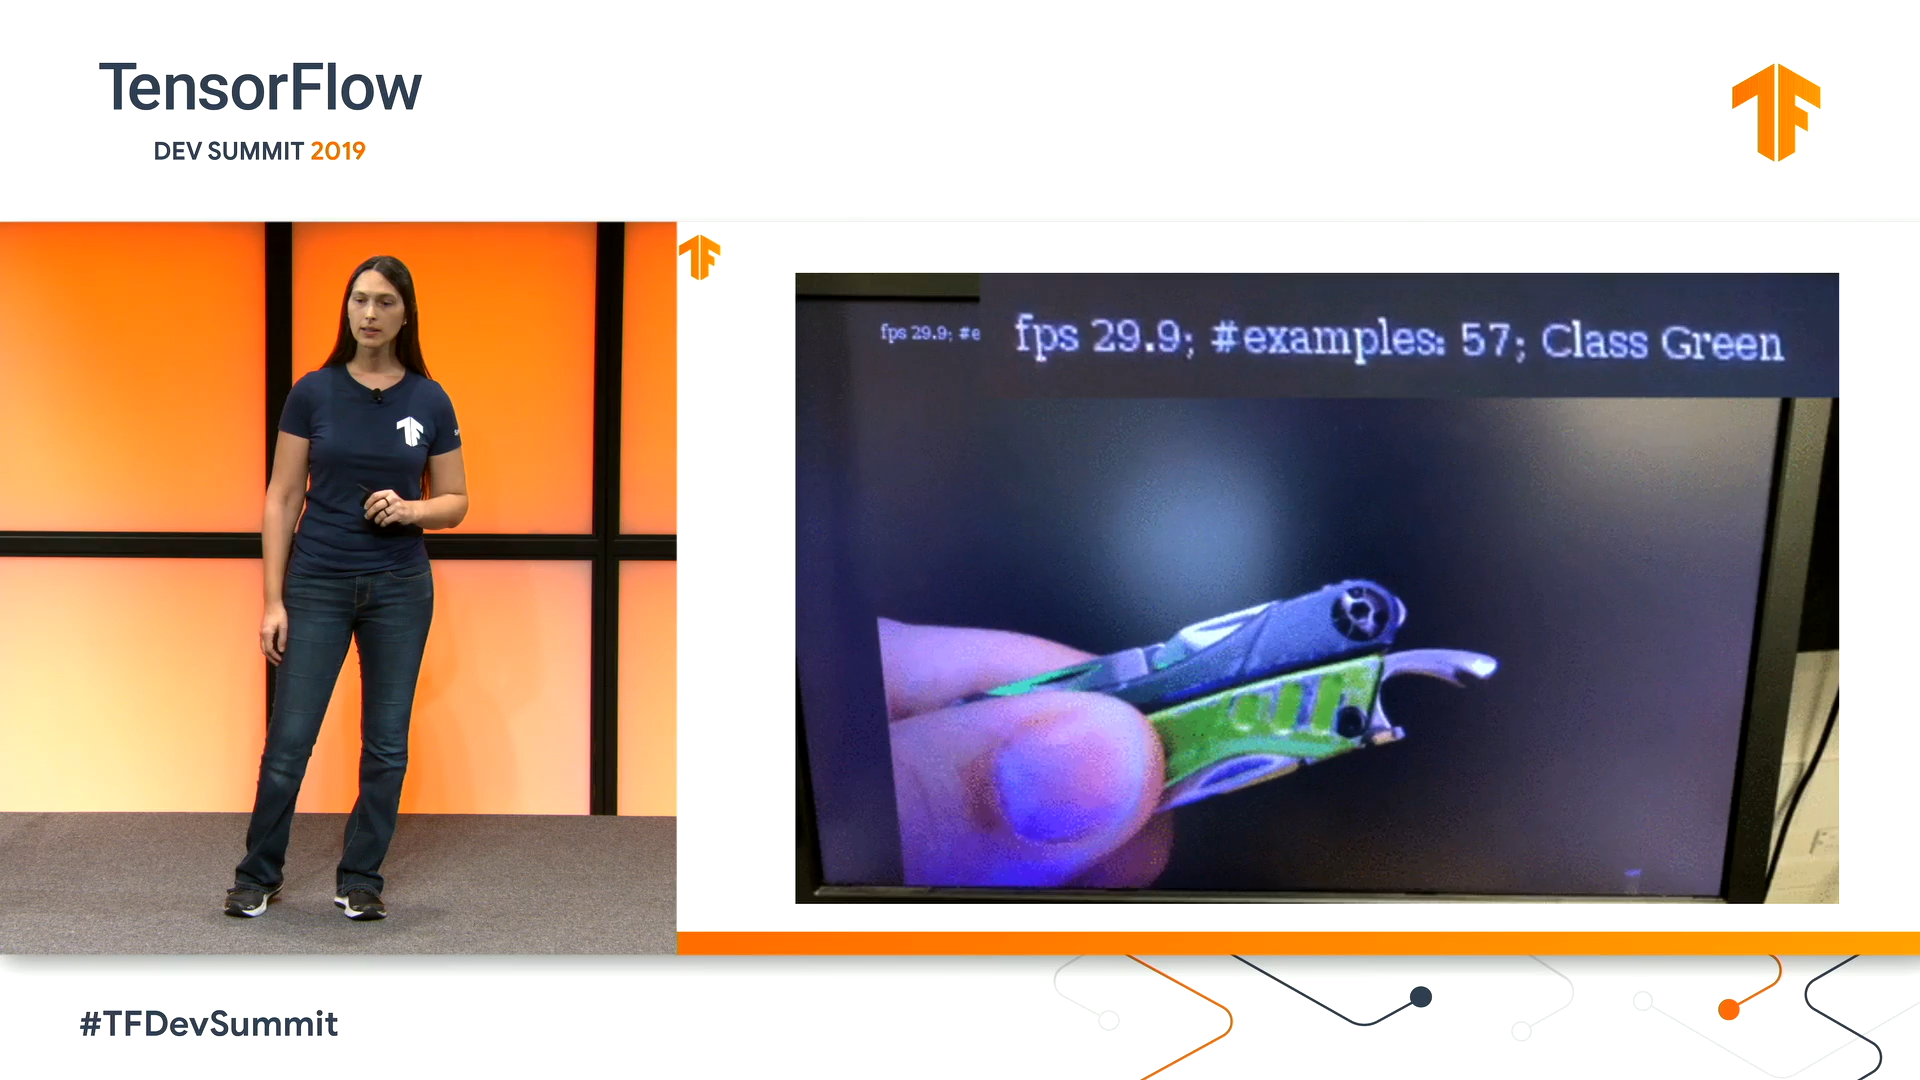 TensorFlow
DEV SUMMIT 2019
fps 29.9; #e
fps 29.9; #examples: 57; Class Green
#TFDevSummit